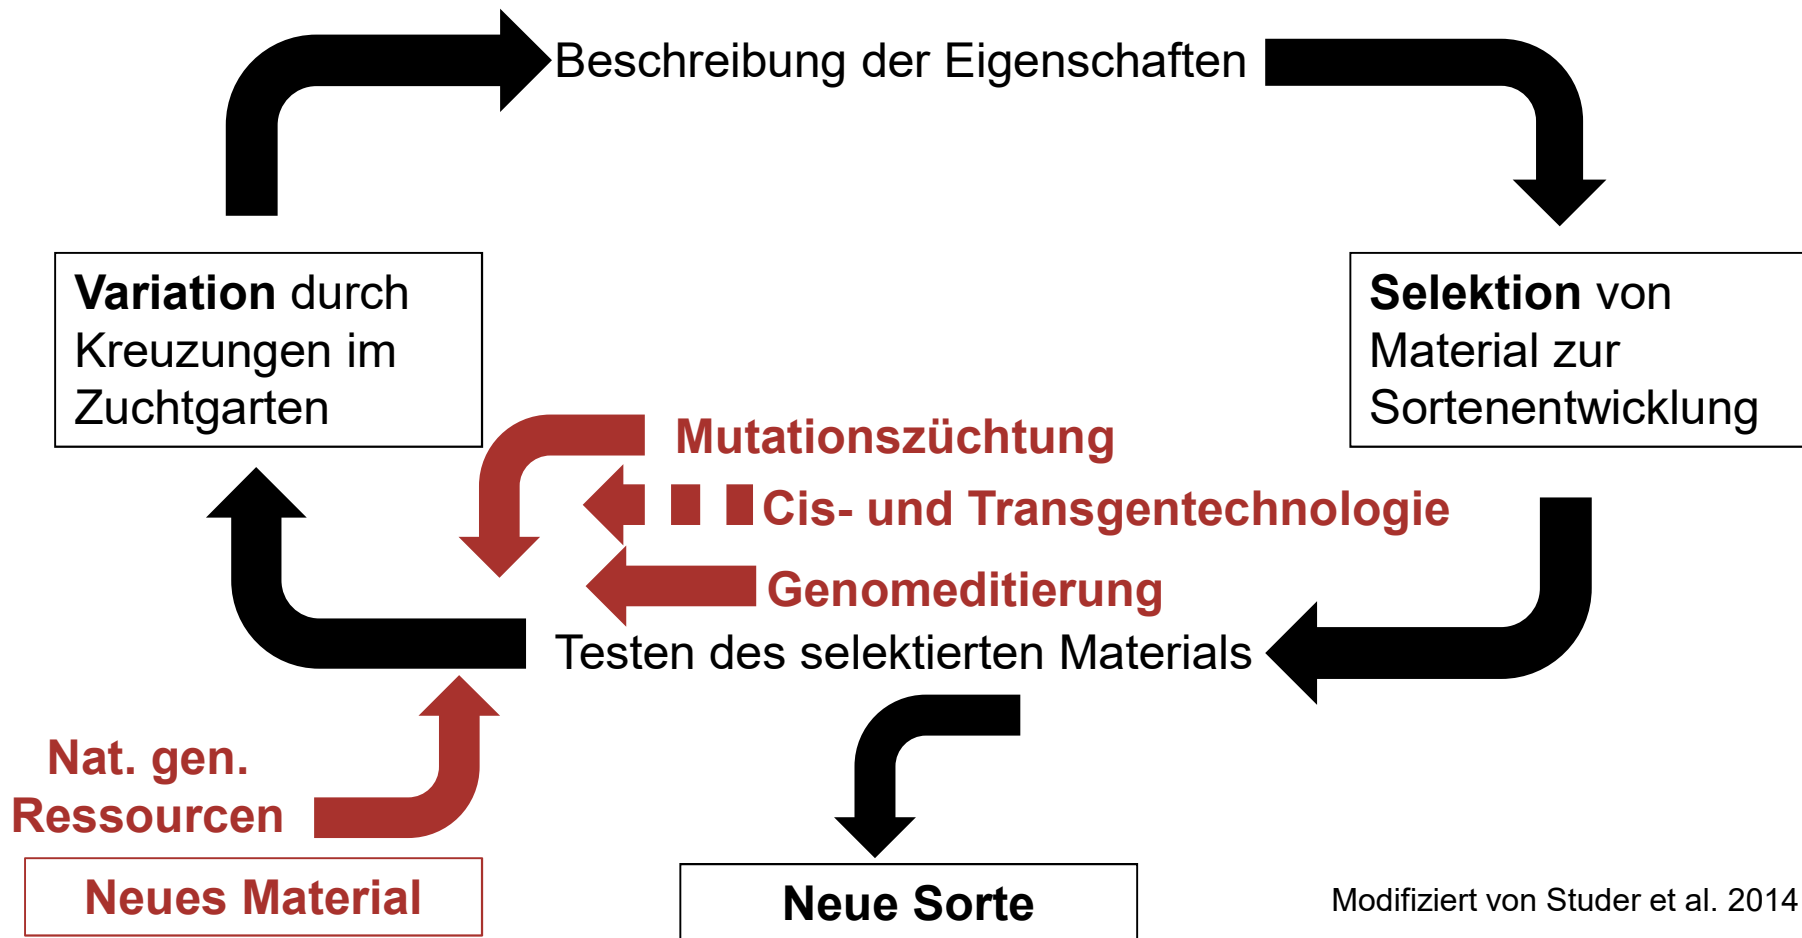 Beschreibung der Eigenschaften
Variation durch
Kreuzungen im
Zuchtgarten
Selektion von
Material zur
Sortenentwicklung
Mutationszüchtung
Cis- und Transgentechnologie
Genomeditierung
Testen des selektierten Materials
Nat. gen.
Ressourcen
Neues Material
Neue Sorte
Modifiziert von Studer et al. 2014